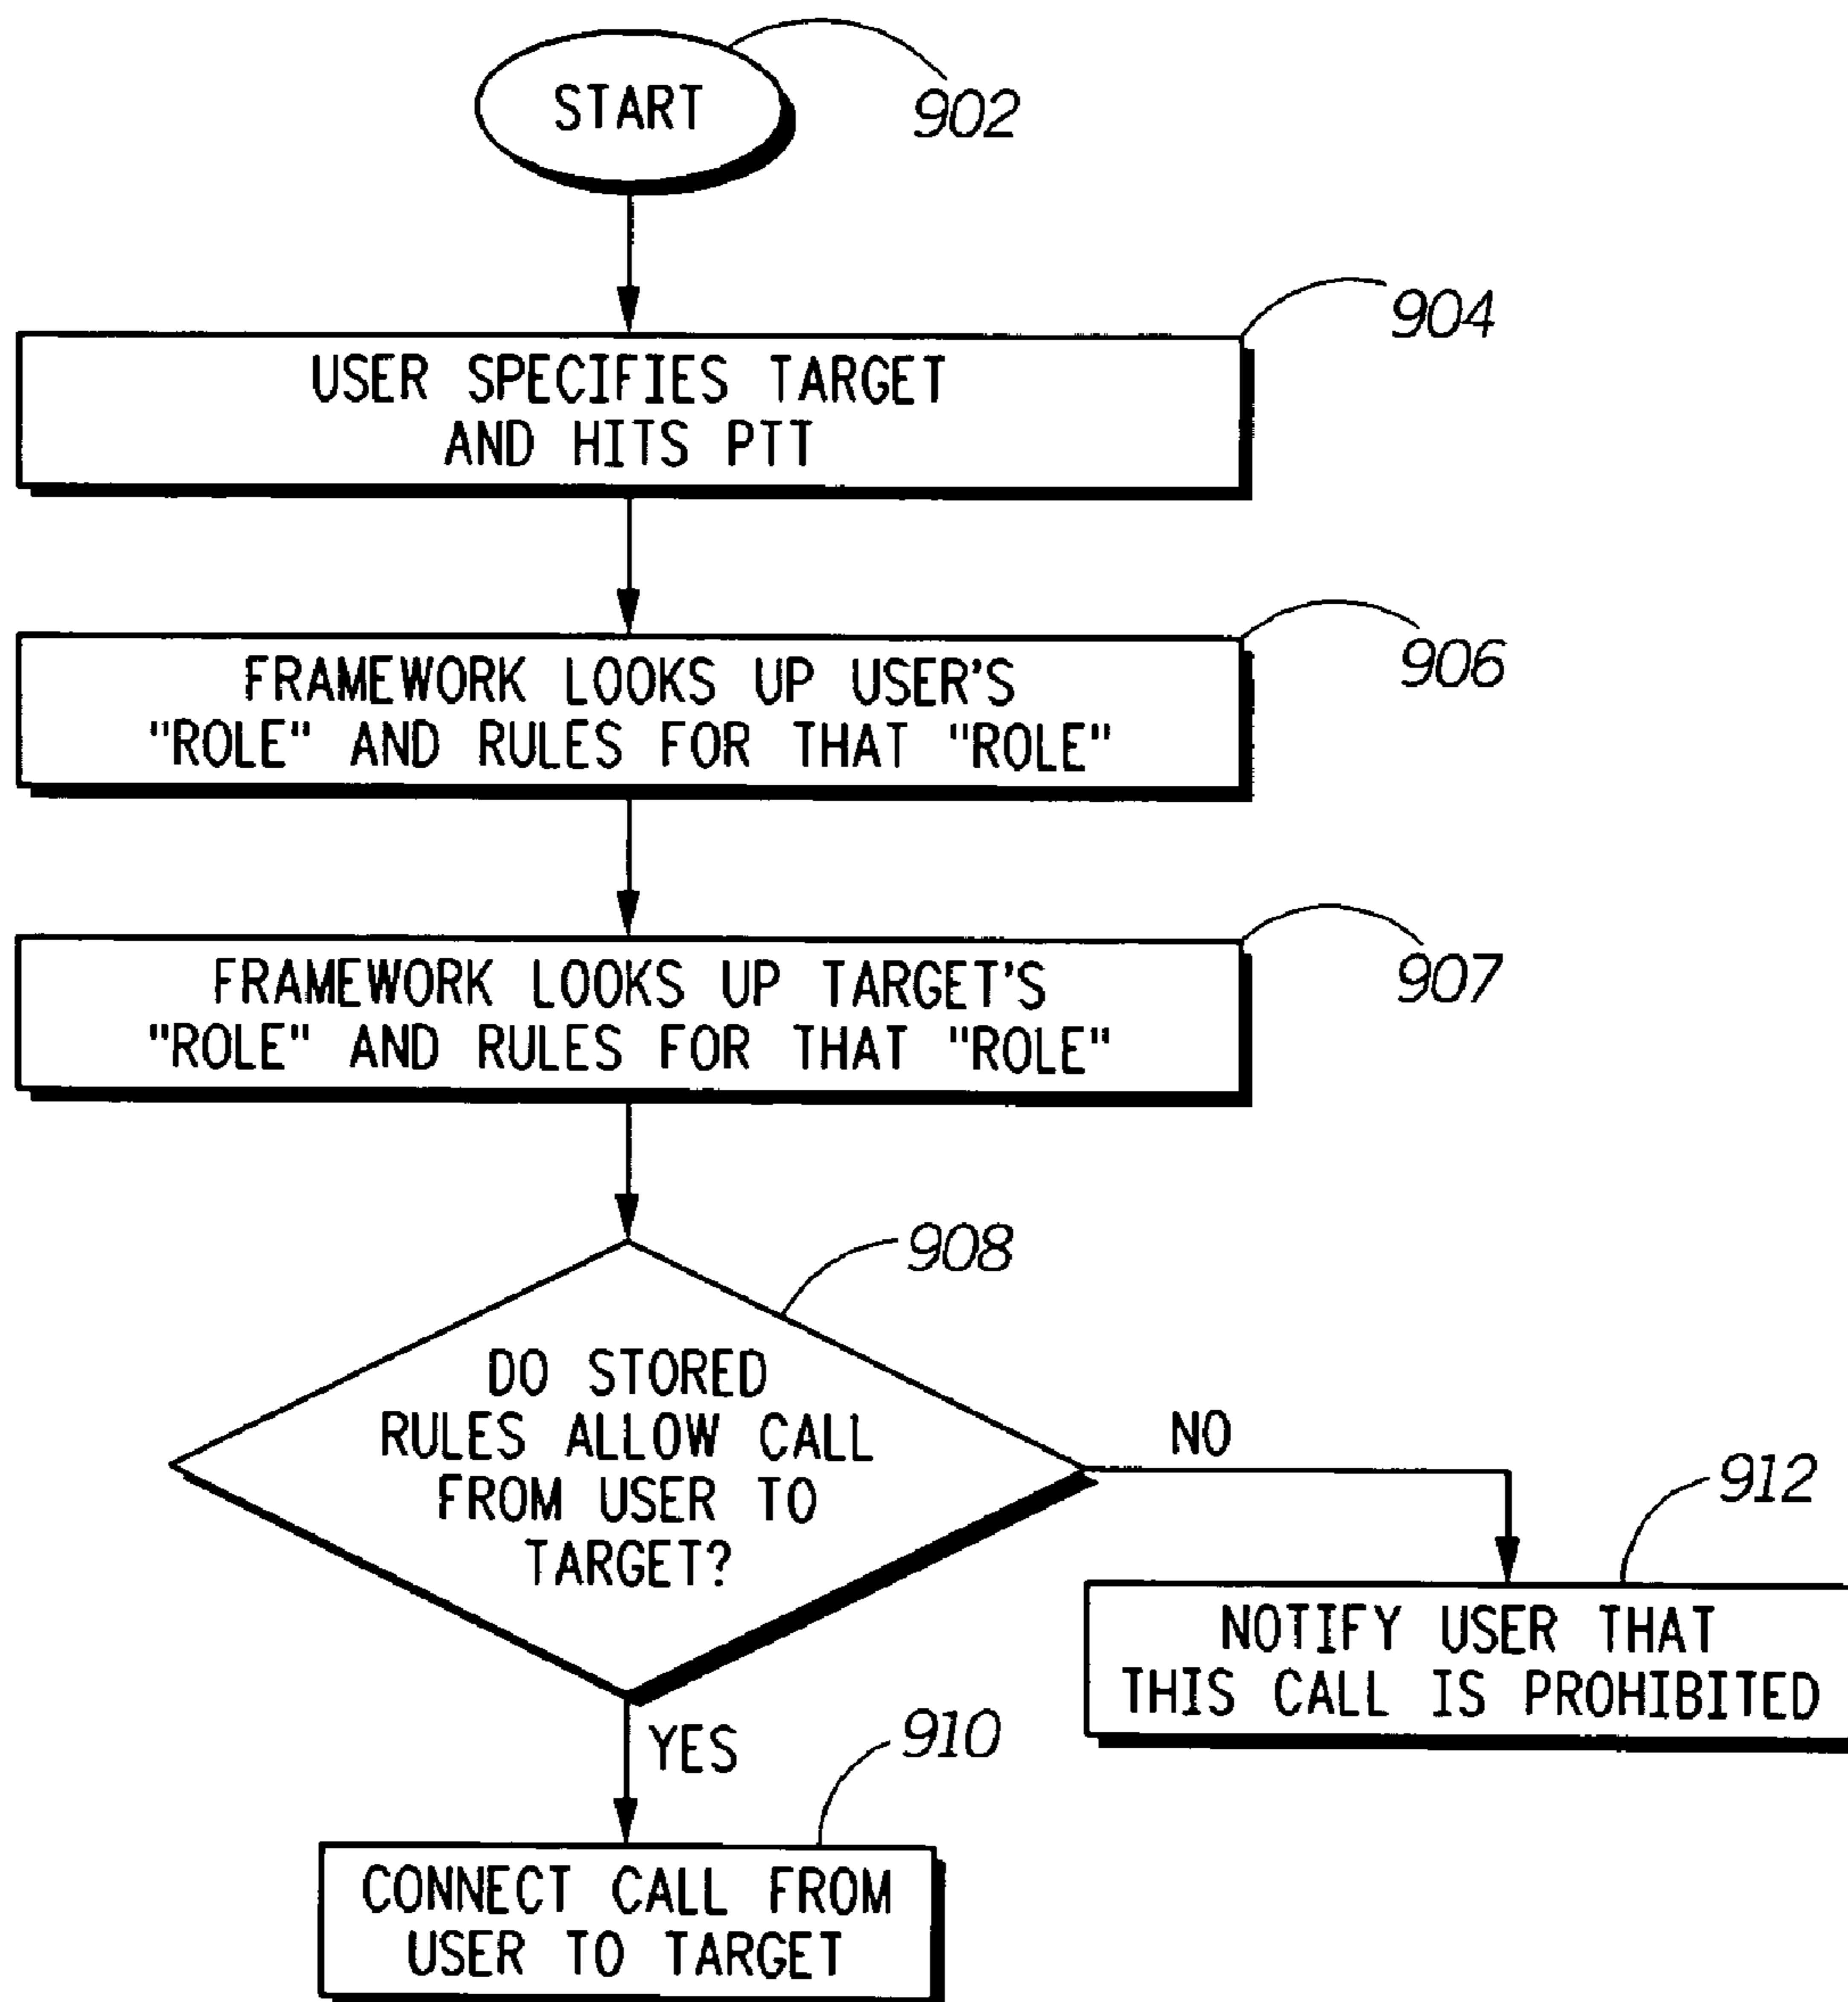 START
902
904
USER SPECIFIES TARGET
AND HITS PTT
906
FRAMEWORK LOOKS UP USER'S
"ROLE" AND RULES FOR THAT "ROLE"
907
FRAMEWORK LOOKS UP TARGET'S
"ROLE" AND RULES FOR THAT "ROLE"
908
DO STORED
RULES ALLOW CALL
FROM USER TO
TARGET?
NO
912
NOTIFY USER THAT
THIS CALL IS PROHIBITED
YES
910
CONNECT CALL FROM
USER TO TARGET